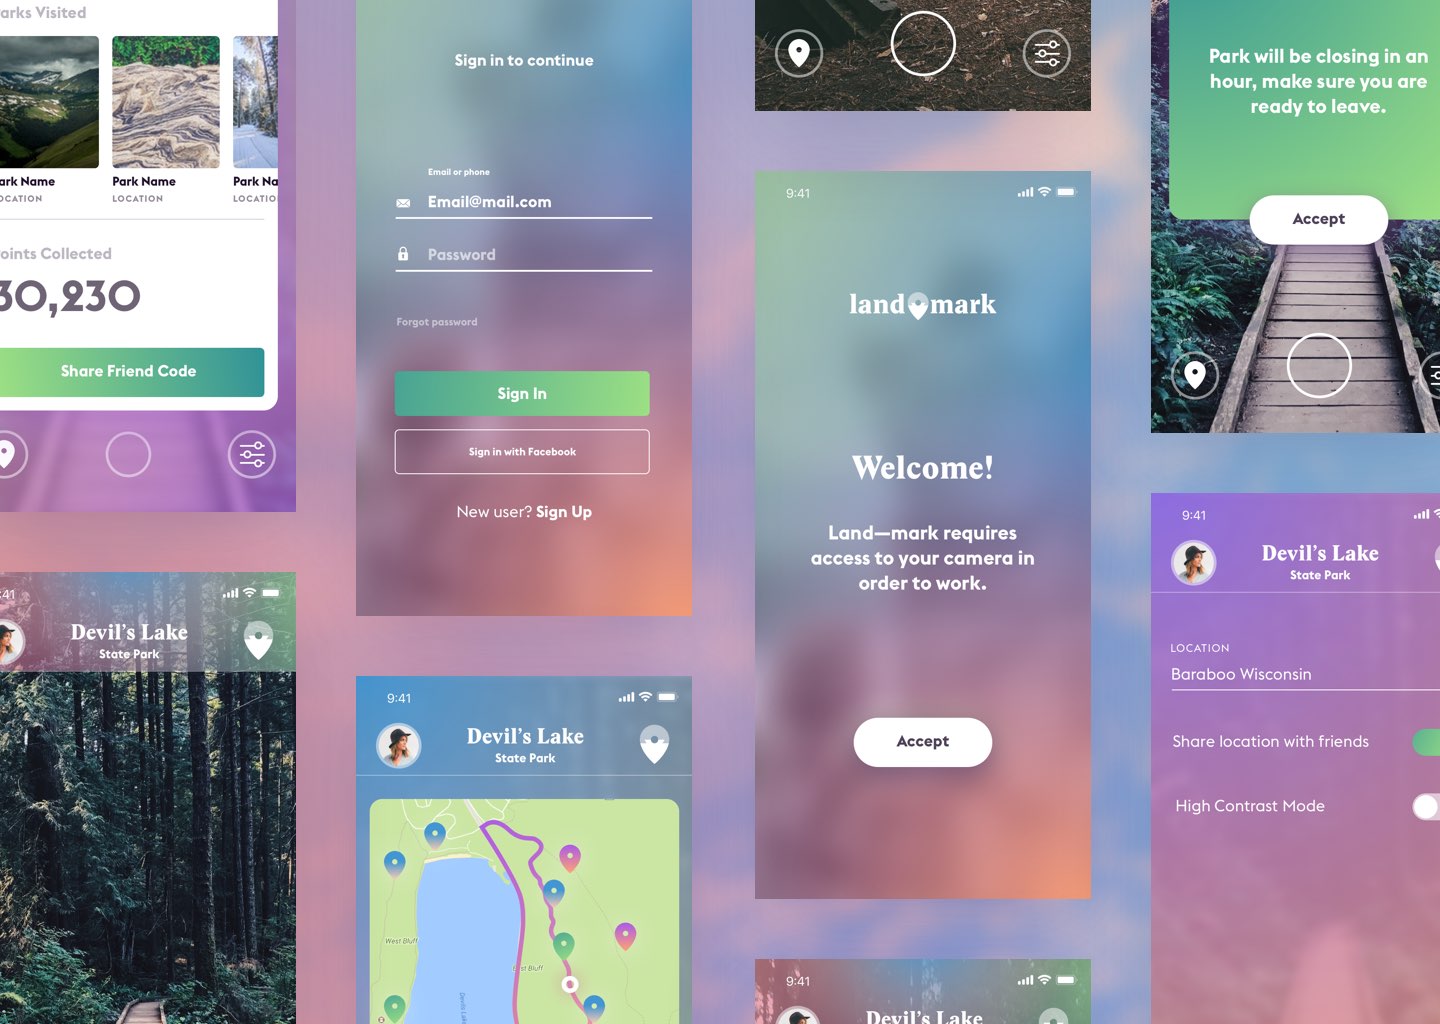 arks Visited
ark Name
OCATION
Park Name
LOCATION
Park Na
LOCATIO
oints Collected
30,230
Share Friend Code
:41
Devil's Lake
State Park
Sign in to continue
Email or phone
Email@mail.com
Password
Forgot password
Sign In
Sign in with Facebook
New user? Sign Up
9:41
Devil's Lake
State Park
West Bluff
East Bluff
Devils Lake
9:41
land mark
Welcome!
Land—mark requires
access to your camera in
order to work.
Accept
9:41
Devil's Lake
Park will be closing in an
hour, make sure you are
ready to leave.
Accept
9:41
Devil's Lake
State Park
LOCATION
Baraboo Wisconsin
Share location with friends
High Contrast Mode